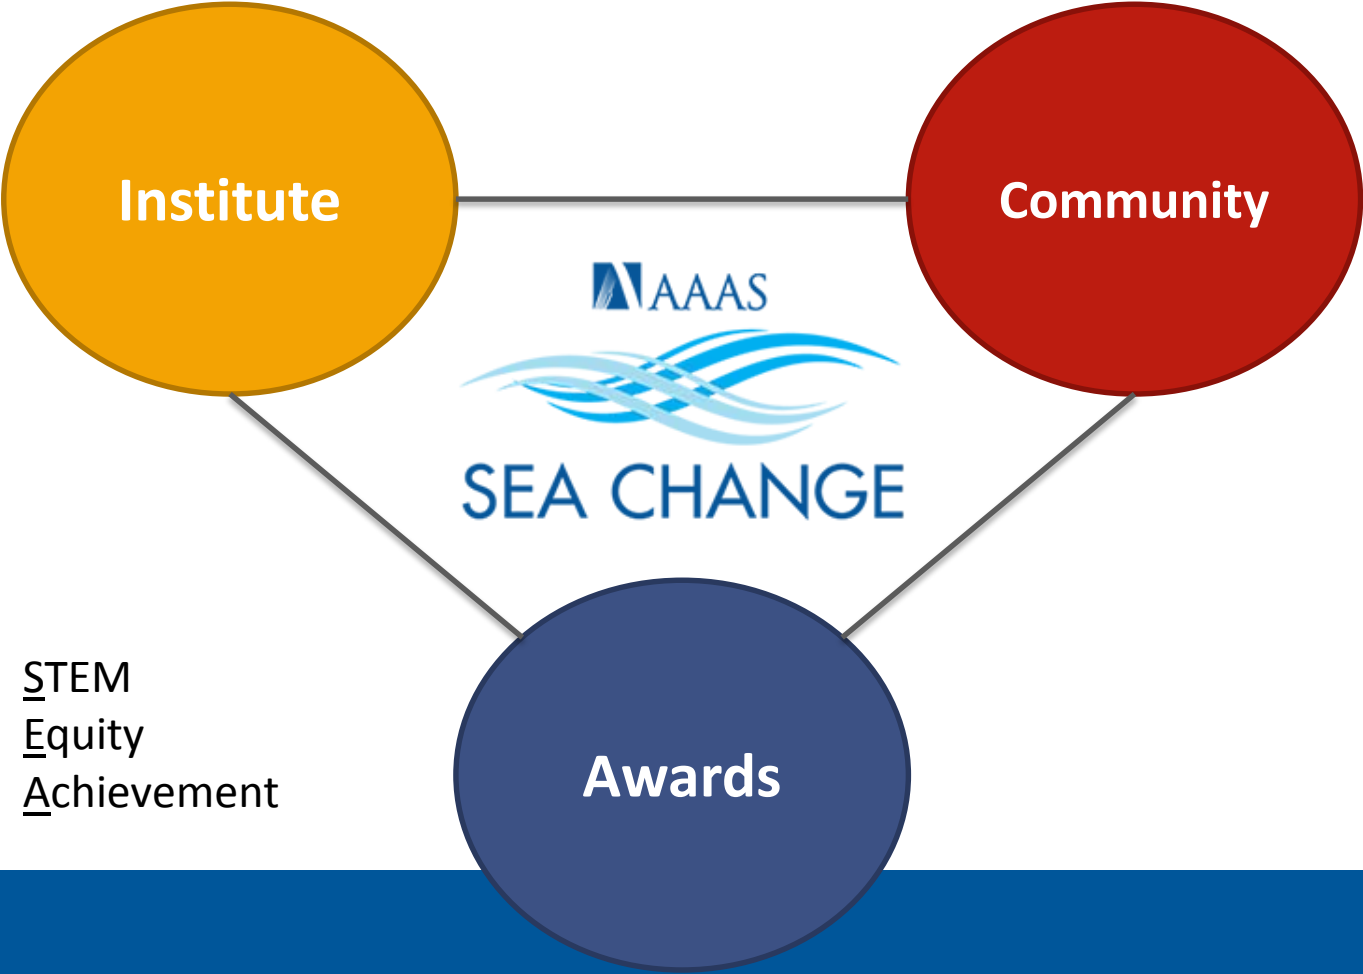 Institute
Community
AAAS
SEA CHANGE
STEM
Equity
Achievement
Awards